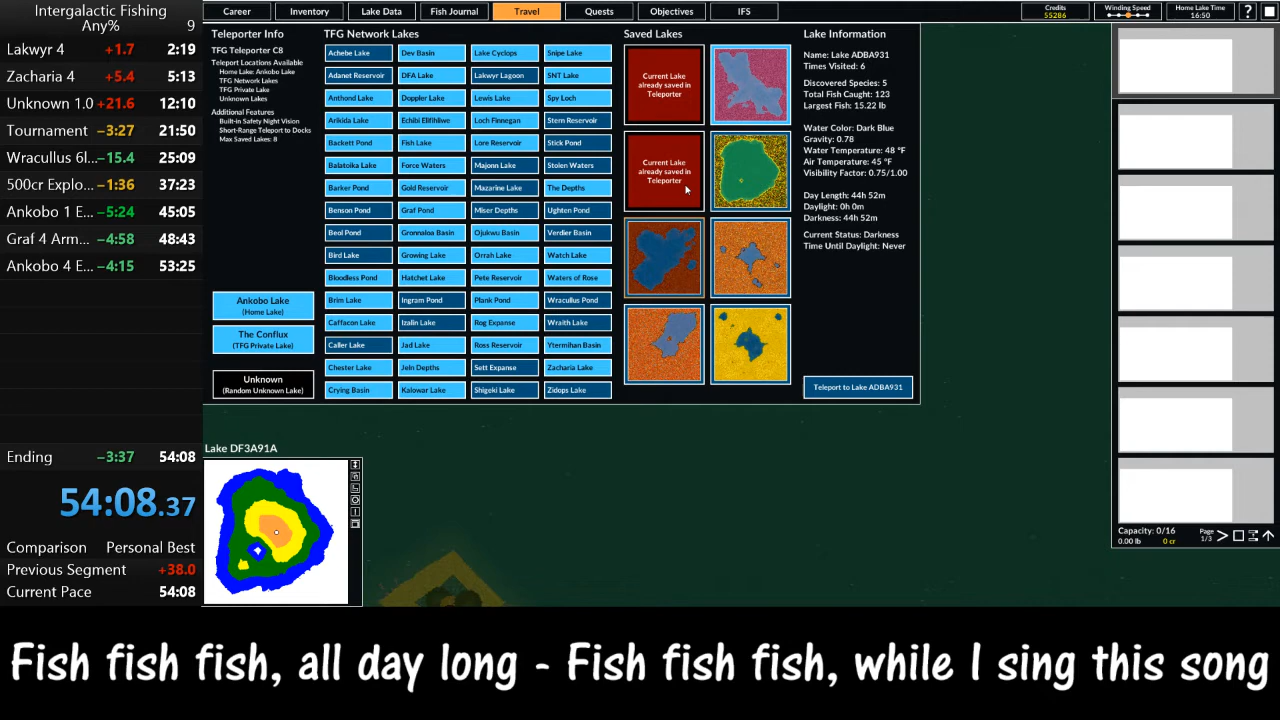 Intergalactic Fishing
Any% 9
Lakwyr 4 +1.7 2:19
Zacharia 4 +5.4 5:13
Unknown 1.0 +21.6 12:10
Tournament −3:27 21:50
Wracullus 6l... −15.4 25:09
500cr Explo... −1:36 37:23
Ankobo 1 E... −5:24 45:05
Graf 4 Arm... −4:58 48:43
Ankobo 4 E... −4:15 53:25
Ending −3:37 54:08
54:08.37
Comparison Personal Best
Previous Segment +38.0
Current Pace 54:08
Career Inventory Lake Data Fish Journal Travel Quests Objectives IFS
Credits
55286
Winding Speed
Home Lake Time
16:50
?
Teleporter Info
TFG Teleporter C8
Teleport Locations Available
Home Lake: Ankobo Lake
TFG Network Lakes
TFG Private Lake
Unknown Lakes
Additional Features
Built-in Safety Night Vision
Short-Range Teleport to Docks
Max Saved Lakes: 8
Ankobo Lake
(Home Lake)
The Conflux
(TFG Private Lake)
Unknown
(Random Unknown Lake)
TFG Network Lakes
Achebe Lake Dev Basin Lake Cyclops Snipe Lake
Adanet Reservoir DFA Lake Lakwyr Lagoon SNT Lake
Anthond Lake Doppler Lake Lewis Lake Spy Loch
Arikida Lake Echibi Elifihliwe Loch Finnegan Stern Reservoir
Backett Pond Fish Lake Lore Reservoir Stick Pond
Balatoika Lake Force Waters Majonn Lake Stolen Waters
Barker Pond Gold Reservoir Mazarine Lake The Depths
Benson Pond Graf Pond Miser Depths Ughten Pond
Beol Pond Gronnaloa Basin Ojukwu Basin Verdier Basin
Bird Lake Growing Lake Orrah Lake Watch Lake
Bloodless Pond Hatchet Lake Pete Reservoir Waters of Rose
Brim Lake Ingram Pond Plank Pond Wracullus Pond
Caffacon Lake Izalin Lake Rog Expanse Wraith Lake
Caller Lake Jad Lake Ross Reservoir Ytermihan Basin
Chester Lake Jeln Depths Sett Expanse Zacharia Lake
Crying Basin Kalowar Lake Shigeki Lake Zidops Lake
Saved Lakes
Current Lake
already saved in
Teleporter
Current Lake
already saved in
Teleporter
Lake Information
Name: Lake ADBA931
Times Visited: 6
Discovered Species: 5
Total Fish Caught: 123
Largest Fish: 15.22 lb
Water Color: Dark Blue
Gravity: 0.78
Water Temperature: 48 °F
Air Temperature: 45 °F
Visibility Factor: 0.75/1.00
Day Length: 44h 52m
Daylight: 0h 0m
Darkness: 44h 52m
Current Status: Darkness
Time Until Daylight: Never
Teleport to Lake ADBA931
Lake DF3A91A
Capacity: 0/16
0.00 lb 0 cr
Page
1/3
Fish fish fish, all day long - Fish fish fish, while I sing this song